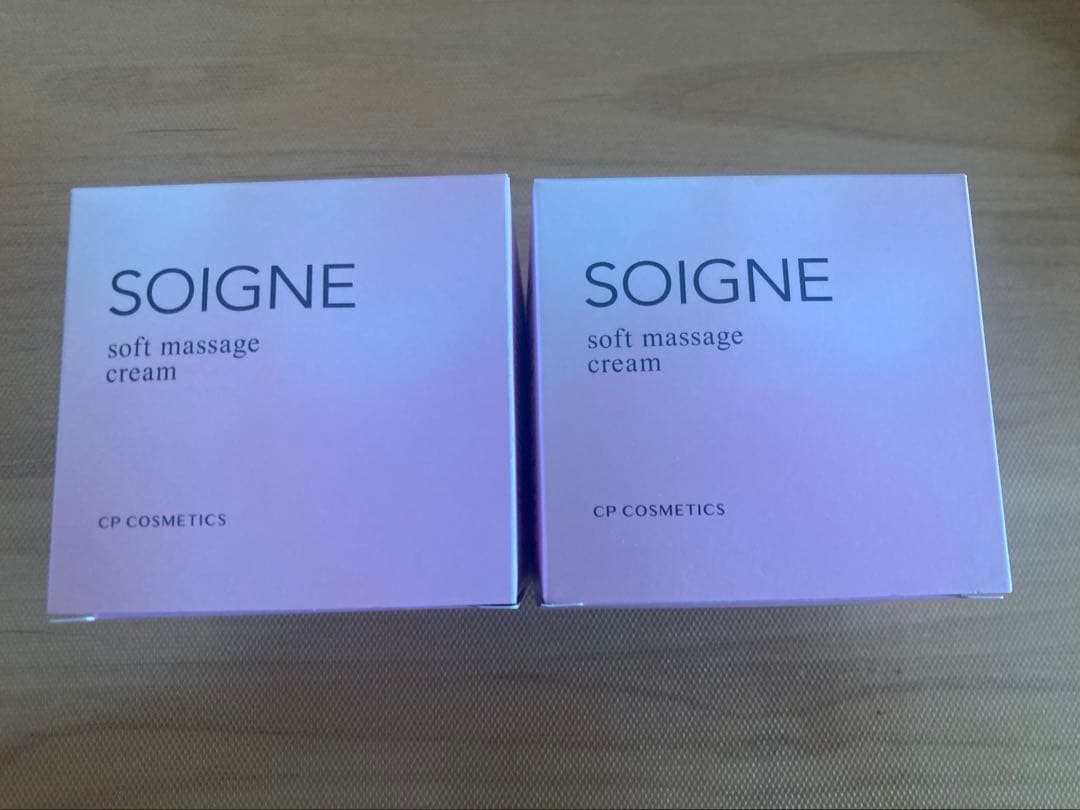 SOIGNE
soft massage
cream
CP COSMETICS
SOIGNE
soft massage
cream
CP COSMETICS